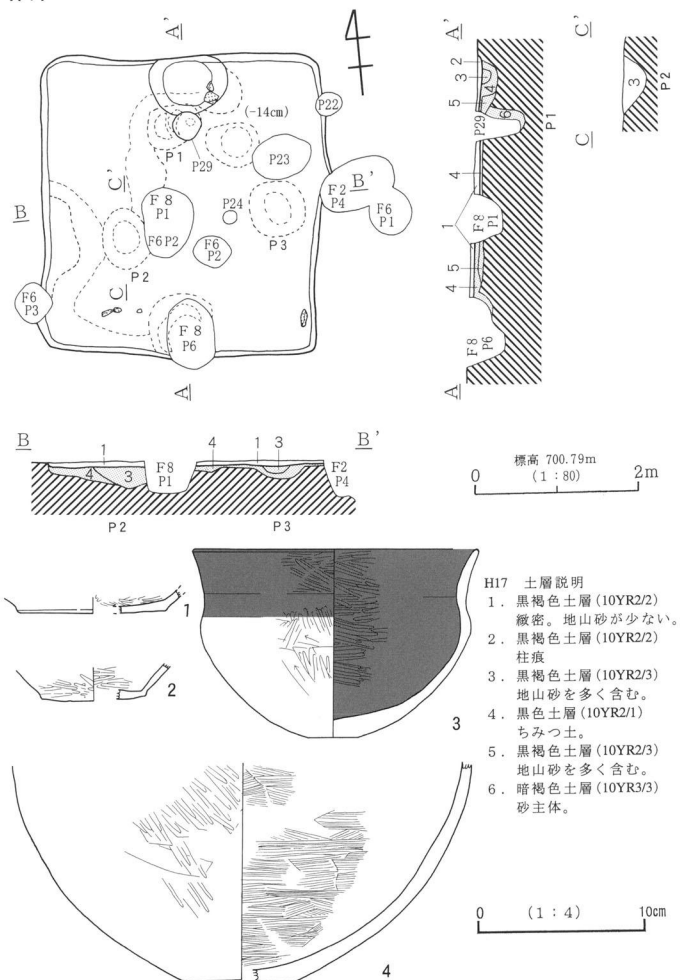 A'
4
A'
C'
2
3
5
4
6
P29
P1
3
P2
C
P22
(-14cm)
P1
P29
P23
C'
F8
P1
P24
F2
P4
B'
F6
P1
B
F6P2
F6
P2
P3
P2
4
1
F8
P1
5
4
F6
P3
C
F8
P6
F8
P6
A
A
B
1
4
3
F8
P1
4
1
3
F2
P4
B'
P2
P3
標高 700.79m
0
(1:80)
2m
1
2
3
4
H17 土層説明
1. 黒褐色土層(10YR2/2)
緻密。地山砂が少ない。
2. 黒褐色土層(10YR2/2)
柱痕
3. 黒褐色土層(10YR2/3)
地山砂を多く含む。
4. 黒色土層(10YR2/1)
ちみつ土。
5. 黒褐色土層(10YR2/3)
地山砂を多く含む。
6. 暗褐色土層(10YR3/3)
砂主体。
0
(1:4)
10cm